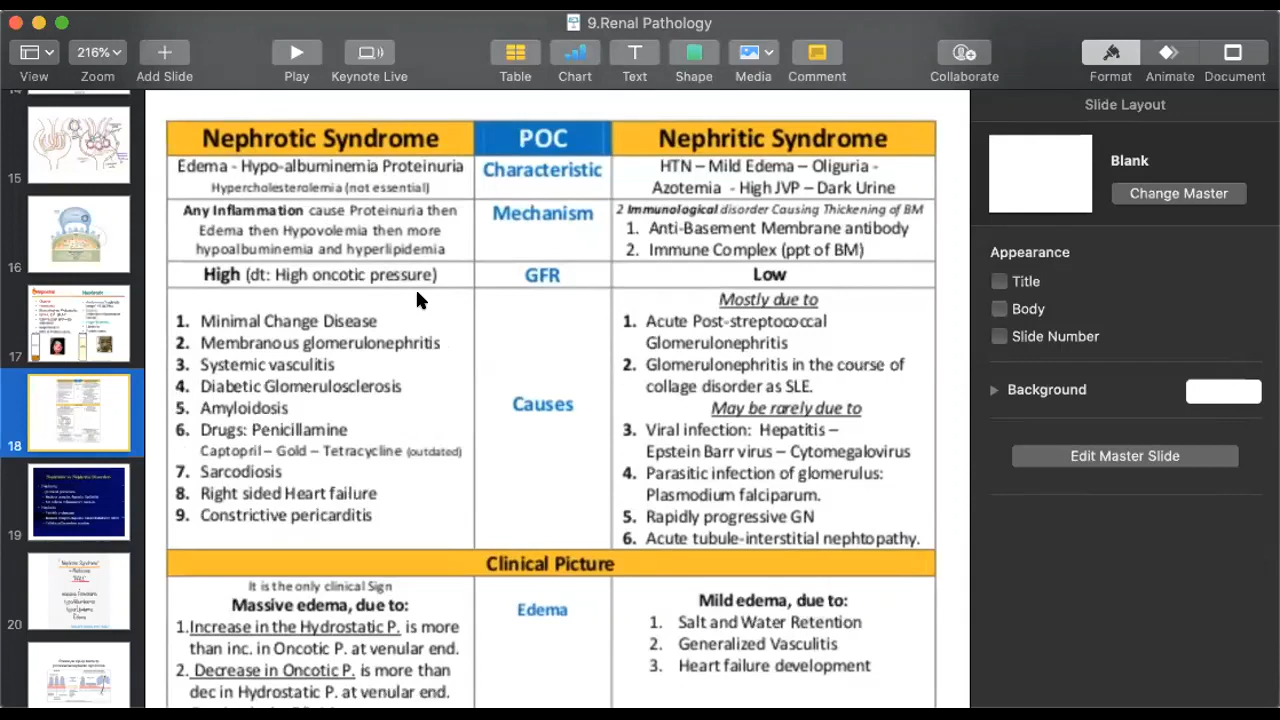 9.Renal Pathology
216%
View
Zoom
Add Slide
Play
Keynote Live
Table
Chart
Text
Shape
Media
Comment
Collaborate
Format
Animate
Document
15
16
17
18
19
20
Nephrotic Syndrome
POC
Nephritic Syndrome
Edema - Hypo-albuminemia Proteinuria
Hypercholesterolemia (not essential)
Characteristic
HTN – Mild Edema – Oliguria -
Azotemia - High JVP – Dark Urine
Any Inflammation cause Proteinuria then
Edema then Hypovolemia then more
hypoalbuminemia and hyperlipidemia
Mechanism
2 Immunological disorder Causing Thickening of BM
1. Anti-Basement Membrane antibody
2. Immune Complex (ppt of BM)
High (dt: High oncotic pressure)
GFR
Low
1. Minimal Change Disease
2. Membranous glomerulonephritis
3. Systemic vasculitis
4. Diabetic Glomerulosclerosis
5. Amyloidosis
6. Drugs: Penicillamine
Captopril – Gold – Tetracycline (outdated)
7. Sarcodiosis
8. Right sided Heart failure
9. Constrictive pericarditis
Causes
Mostly due to
1. Acute Post-streptococcal
Glomerulonephritis
2. Glomerulonephritis in the course of
collage disorder as SLE.
May be rarely due to
3. Viral infection: Hepatitis –
Epstein Barr virus – Cytomegalovirus
4. Parasitic infection of glomerulus:
Plasmodium falciparum.
5. Rapidly progressive GN
6. Acute tubule-interstitial nephtopathy.
Clinical Picture
It is the only clinical Sign
Massive edema, due to:
1.Increase in the Hydrostatic P. is more
than inc. in Oncotic P. at venular end.
2. Decrease in Oncotic P. is more than
dec in Hydrostatic P. at venular end.
Edema
Mild edema, due to:
1. Salt and Water Retention
2. Generalized Vasculitis
3. Heart failure development
Slide Layout
Blank
Change Master
Appearance
Title
Body
Slide Number
Background
Edit Master Slide